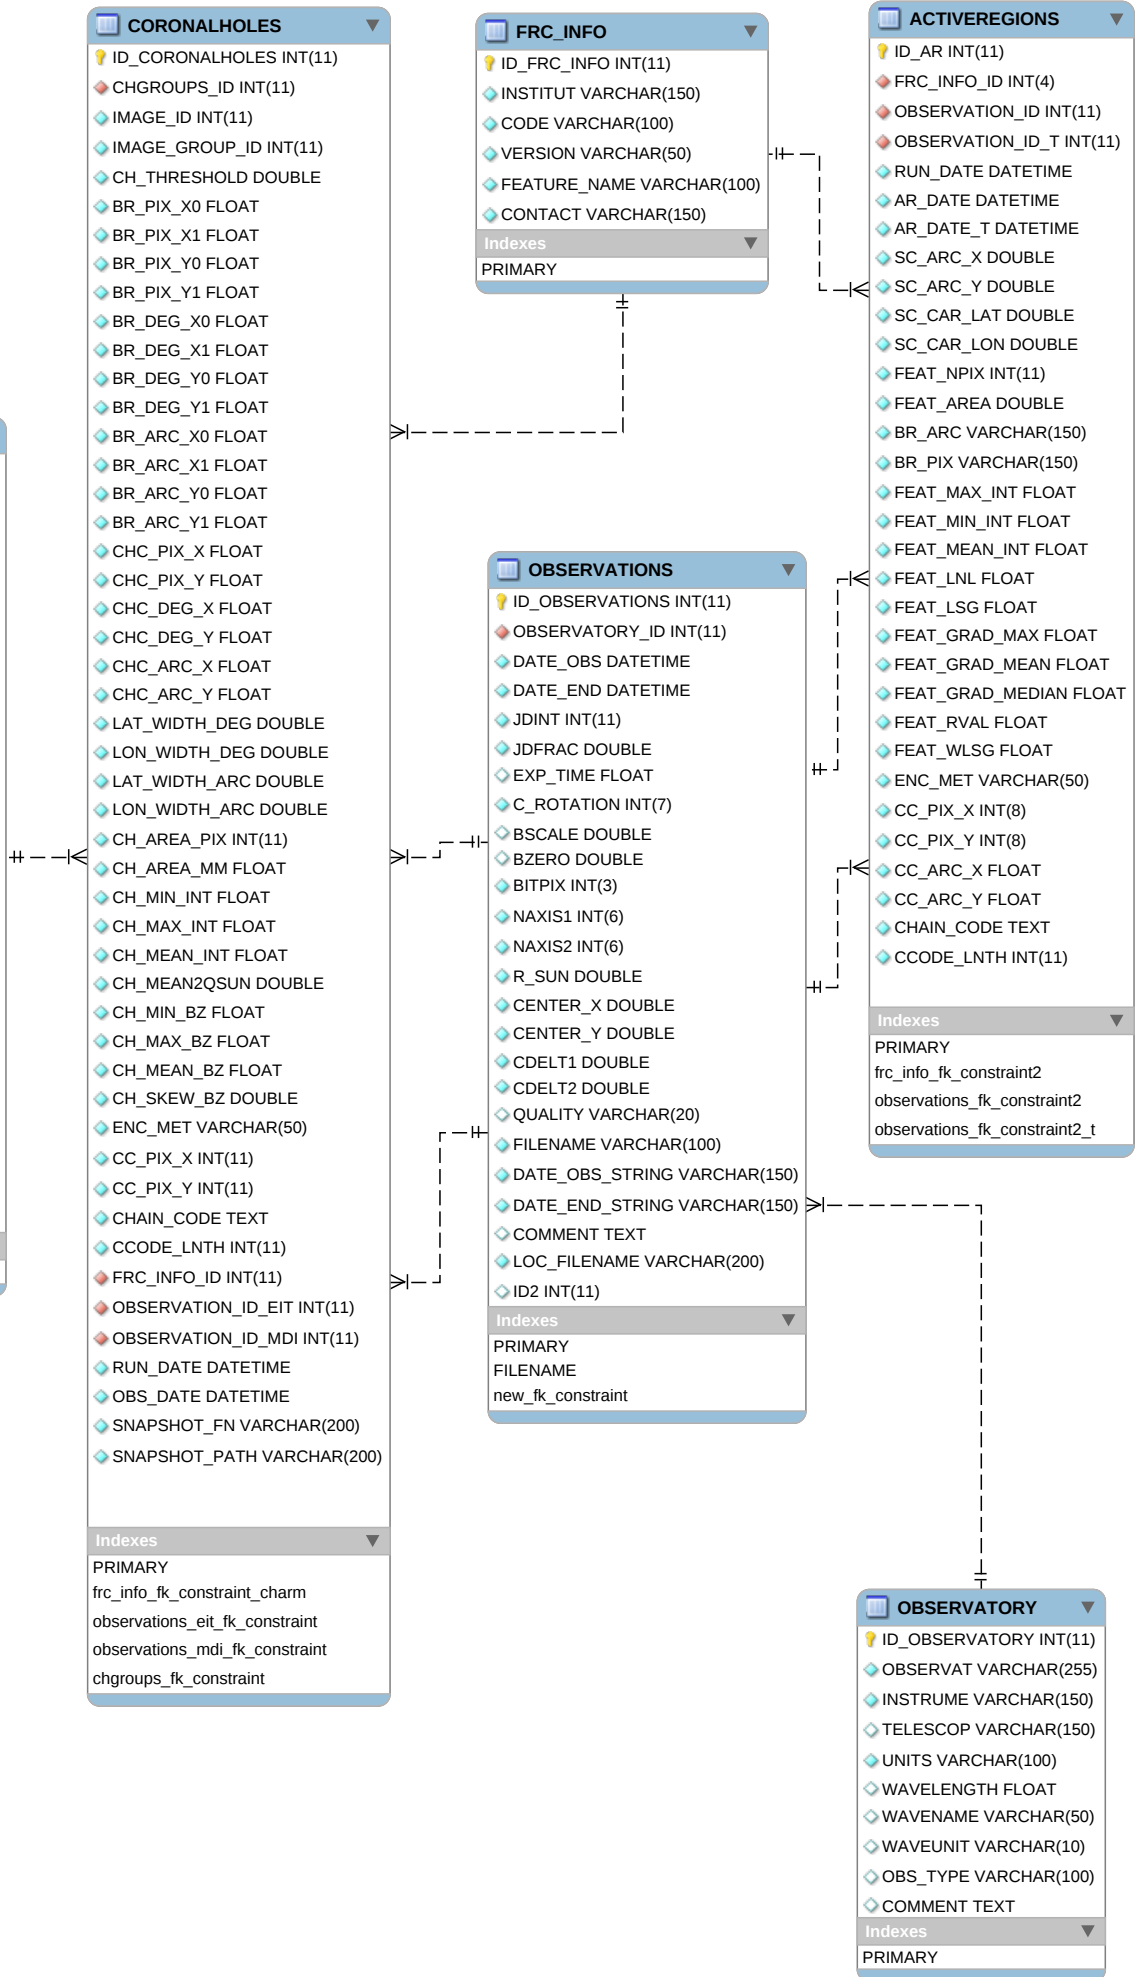 CORONALHOLES
ID_CORONALHOLES INT(11)
CHGROUPS_ID INT(11)
IMAGE_ID INT(11)
IMAGE_GROUP_ID INT(11)
CH_THRESHOLD DOUBLE
BR_PIX_X0 FLOAT
BR_PIX_X1 FLOAT
BR_PIX_Y0 FLOAT
BR_PIX_Y1 FLOAT
BR_DEG_X0 FLOAT
BR_DEG_X1 FLOAT
BR_DEG_Y0 FLOAT
BR_DEG_Y1 FLOAT
BR_ARC_X0 FLOAT
BR_ARC_X1 FLOAT
BR_ARC_Y0 FLOAT
BR_ARC_Y1 FLOAT
CHC_PIX_X FLOAT
CHC_PIX_Y FLOAT
CHC_DEG_X FLOAT
CHC_DEG_Y FLOAT
CHC_ARC_X FLOAT
CHC_ARC_Y FLOAT
LAT_WIDTH_DEG DOUBLE
LON_WIDTH_DEG DOUBLE
LAT_WIDTH_ARC DOUBLE
LON_WIDTH_ARC DOUBLE
CH_AREA_PIX INT(11)
CH_AREA_MM FLOAT
CH_MIN_INT FLOAT
CH_MAX_INT FLOAT
CH_MEAN_INT FLOAT
CH_MEAN2QSUN DOUBLE
CH_MIN_BZ FLOAT
CH_MAX_BZ FLOAT
CH_MEAN_BZ FLOAT
CH_SKEW_BZ DOUBLE
ENC_MET VARCHAR(50)
CC_PIX_X INT(11)
CC_PIX_Y INT(11)
CHAIN_CODE TEXT
CCODE_LNTH INT(11)
FRC_INFO_ID INT(11)
OBSERVATION_ID_EIT INT(11)
OBSERVATION_ID_MDI INT(11)
RUN_DATE DATETIME
OBS_DATE DATETIME
SNAPSHOT_FN VARCHAR(200)
SNAPSHOT_PATH VARCHAR(200)
Indexes
PRIMARY
frc_info_fk_constraint_charm
observations_eit_fk_constraint
observations_mdi_fk_constraint
chgroups_fk_constraint
FRC_INFO
ID_FRC_INFO INT(11)
INSTITUT VARCHAR(150)
CODE VARCHAR(100)
VERSION VARCHAR(50)
FEATURE_NAME VARCHAR(100)
CONTACT VARCHAR(150)
Indexes
PRIMARY
OBSERVATIONS
ID_OBSERVATIONS INT(11)
OBSERVATORY_ID INT(11)
DATE_OBS DATETIME
DATE_END DATETIME
JDINT INT(11)
JDFRAC DOUBLE
EXP_TIME FLOAT
C_ROTATION INT(7)
BSCALE DOUBLE
BZERO DOUBLE
BITPIX INT(3)
NAXIS1 INT(6)
NAXIS2 INT(6)
R_SUN DOUBLE
CENTER_X DOUBLE
CENTER_Y DOUBLE
CDELT1 DOUBLE
CDELT2 DOUBLE
QUALITY VARCHAR(20)
FILENAME VARCHAR(100)
DATE_OBS_STRING VARCHAR(150)
DATE_END_STRING VARCHAR(150)
COMMENT TEXT
LOC_FILENAME VARCHAR(200)
ID2 INT(11)
Indexes
PRIMARY
FILENAME
new_fk_constraint
ACTIVEREGIONS
ID_AR INT(11)
FRC_INFO_ID INT(4)
OBSERVATION_ID INT(11)
OBSERVATION_ID_T INT(11)
RUN_DATE DATETIME
AR_DATE DATETIME
AR_DATE_T DATETIME
SC_ARC_X DOUBLE
SC_ARC_Y DOUBLE
SC_CAR_LAT DOUBLE
SC_CAR_LON DOUBLE
FEAT_NPIX INT(11)
FEAT_AREA DOUBLE
BR_ARC VARCHAR(150)
BR_PIX VARCHAR(150)
FEAT_MAX_INT FLOAT
FEAT_MIN_INT FLOAT
FEAT_MEAN_INT FLOAT
FEAT_LNL FLOAT
FEAT_LSG FLOAT
FEAT_GRAD_MAX FLOAT
FEAT_GRAD_MEAN FLOAT
FEAT_GRAD_MEDIAN FLOAT
FEAT_RVAL FLOAT
FEAT_WLSG FLOAT
ENC_MET VARCHAR(50)
CC_PIX_X INT(8)
CC_PIX_Y INT(8)
CC_ARC_X FLOAT
CC_ARC_Y FLOAT
CHAIN_CODE TEXT
CCODE_LNTH INT(11)
Indexes
PRIMARY
frc_info_fk_constraint2
observations_fk_constraint2
observations_fk_constraint2_t
OBSERVATORY
ID_OBSERVATORY INT(11)
OBSERVAT VARCHAR(255)
INSTRUME VARCHAR(150)
TELESCOP VARCHAR(150)
UNITS VARCHAR(100)
WAVELENGTH FLOAT
WAVENAME VARCHAR(50)
WAVEUNIT VARCHAR(10)
OBS_TYPE VARCHAR(100)
COMMENT TEXT
Indexes
PRIMARY